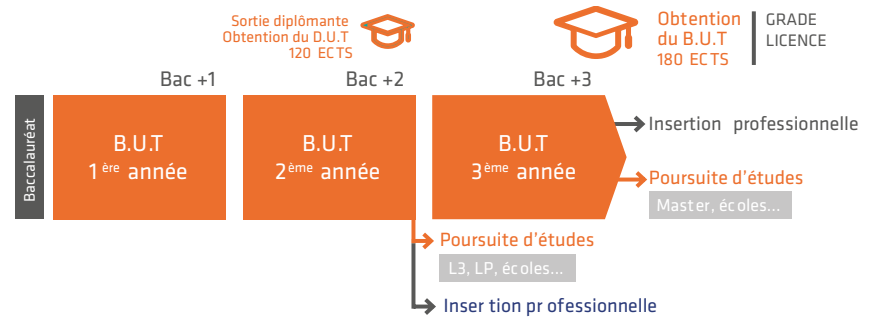 Sortie diplômante
Obtention du D.U.T
120 ECTS
Obtention
du B.U.T
180 ECTS
GRADE
LICENCE
Bac +1
Bac +2
Bac +3
Baccalauréat
B.U.T
1ère année
B.U.T
2ème année
B.U.T
3ème année
Insertion professionnelle
Poursuite d'études
Master, écoles...
Poursuite d'études
L3, LP, écoles...
Inser tion pr ofessionnelle